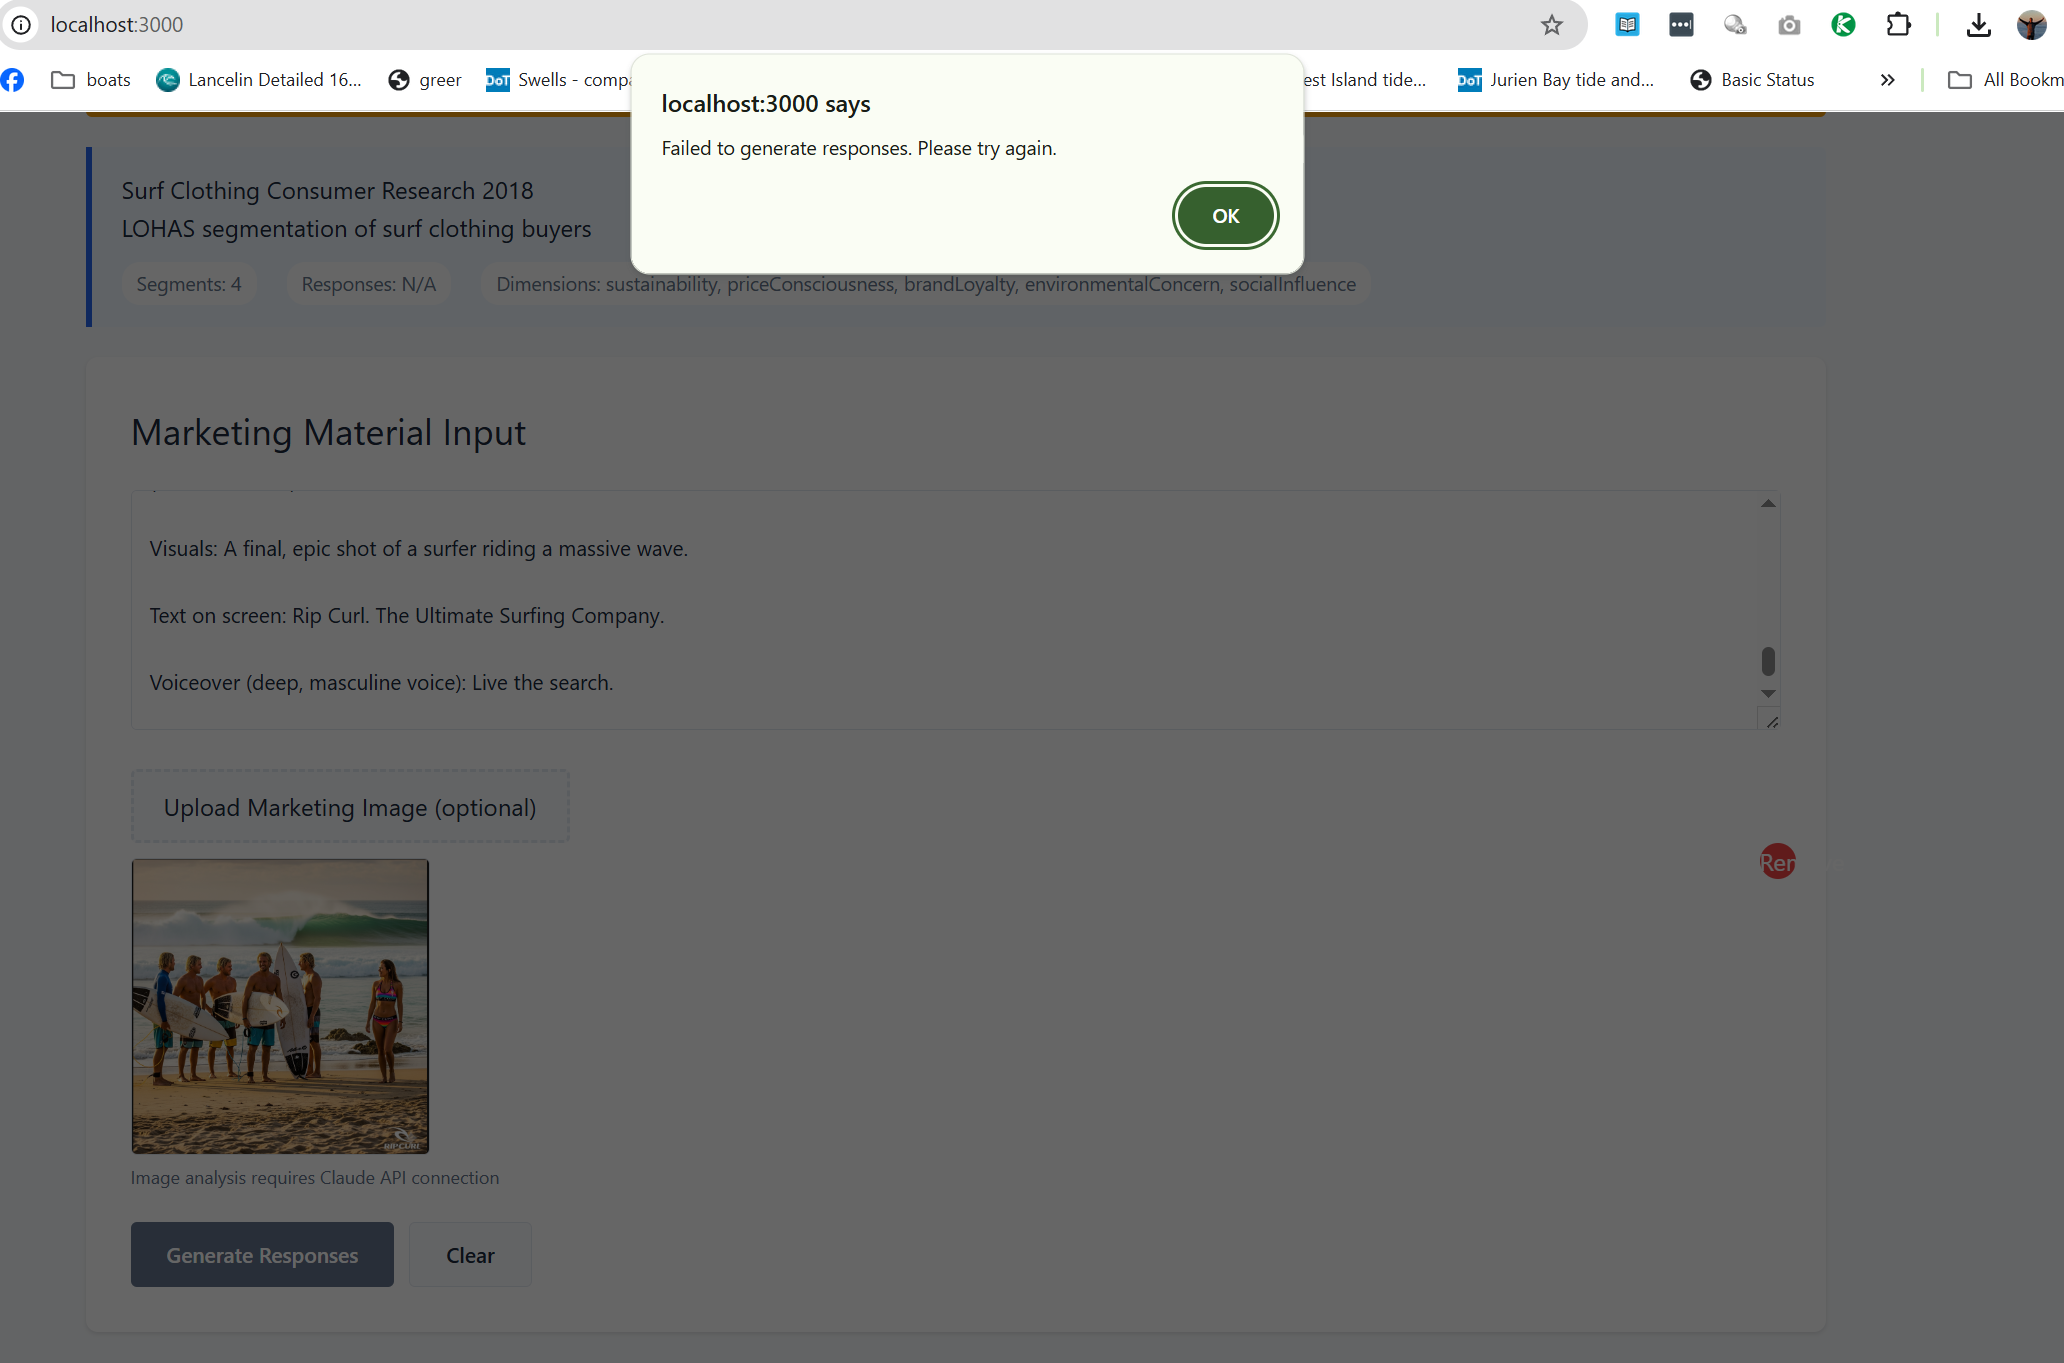 localhost:3000
boats
Lancelin Detailed 16...
greer
DoT
Swells - compa
est Island tide...
DoT
Jurien Bay tide and...
Basic Status
All Bookm
localhost:3000 says
Failed to generate responses. Please try again.
OK
Surf Clothing Consumer Research 2018
LOHAS segmentation of surf clothing buyers
Segments: 4
Responses: N/A
Dimensions: sustainability, priceConsciousness, brandLoyalty, environmentalConcern, socialInfluence
Marketing Material Input
Visuals: A final, epic shot of a surfer riding a massive wave.
Text on screen: Rip Curl. The Ultimate Surfing Company.
Voiceover (deep, masculine voice): Live the search.
Upload Marketing Image (optional)
Rer
RIP CURL
Image analysis requires Claude API connection
Generate Responses
Clear